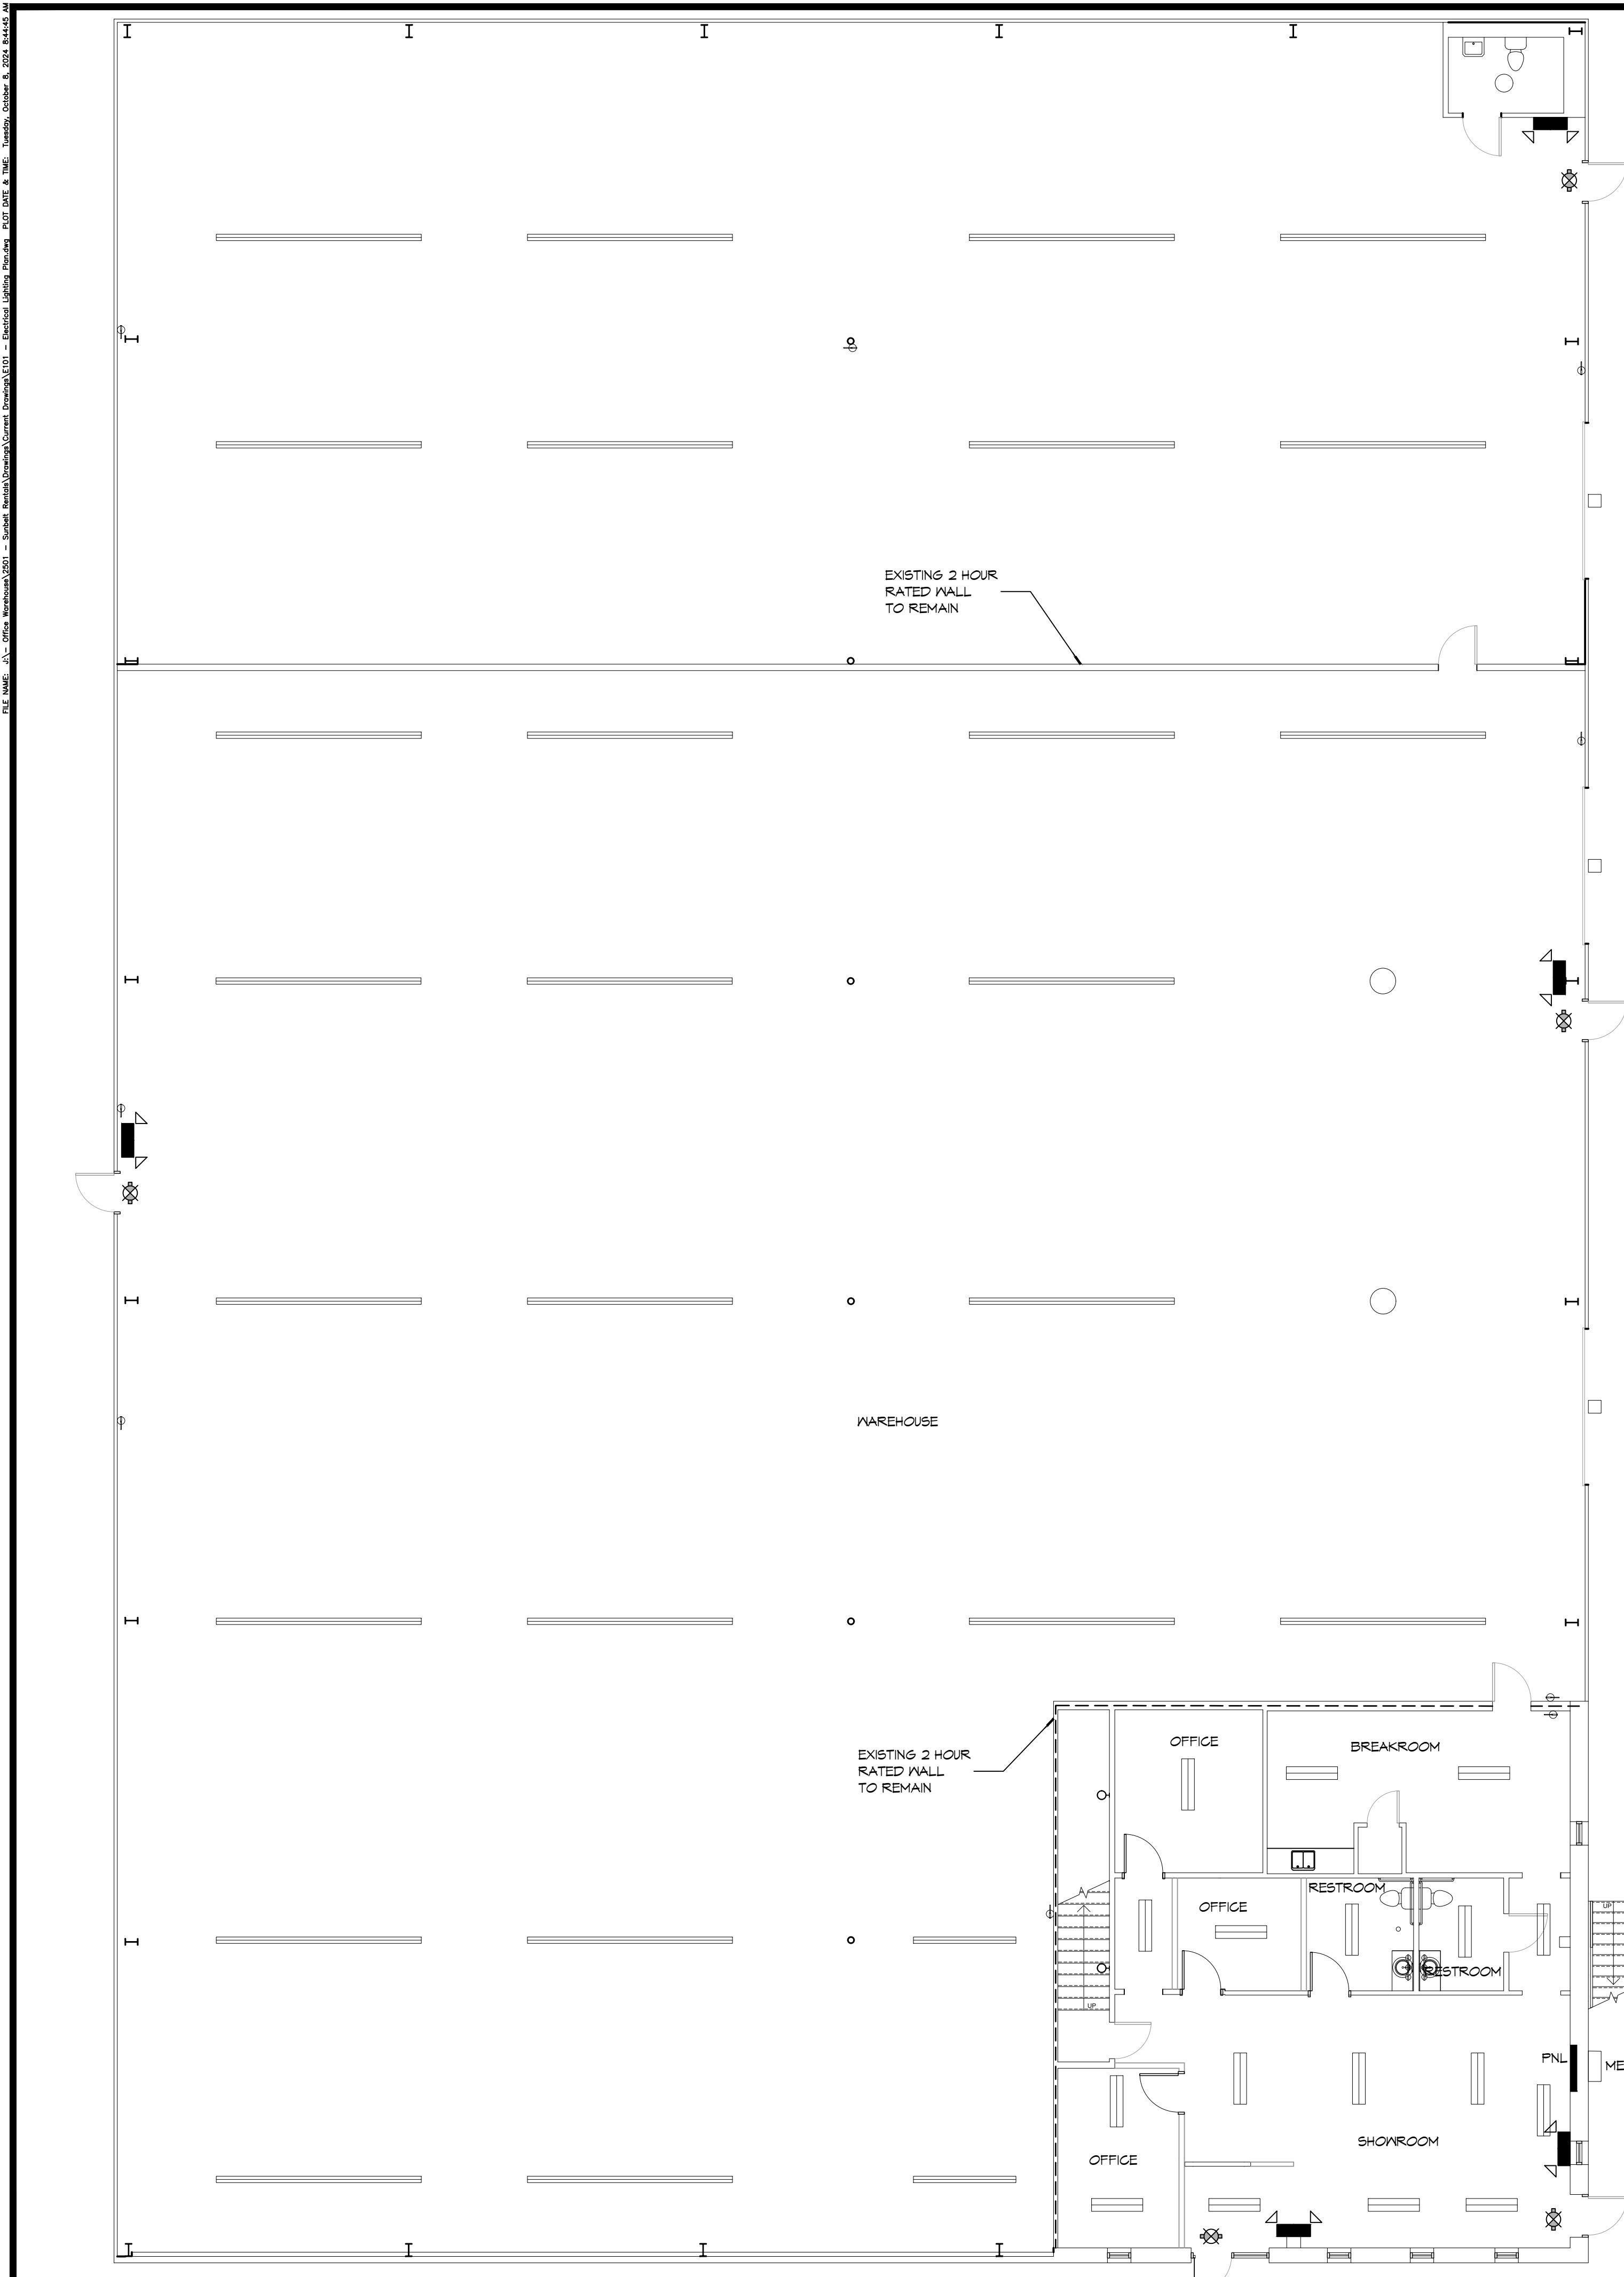 FILE NAME: J:\- Office Warehouse\2501 - Sunbelt Rentals\Drawings\Current Drawings\E101 - Electrical Lighting Plan.dwg PLOT DATE & TIME: Tuesday, October 8, 2024 8:44:45 AM
EXISTING 2 HOUR
RATED WALL
TO REMAIN
WAREHOUSE
EXISTING 2 HOUR
RATED WALL
TO REMAIN
OFFICE
BREAKROOM
RESTROOM
OFFICE
UP
RESTROOM
UP
PNL
ME
SHOWROOM
OFFICE